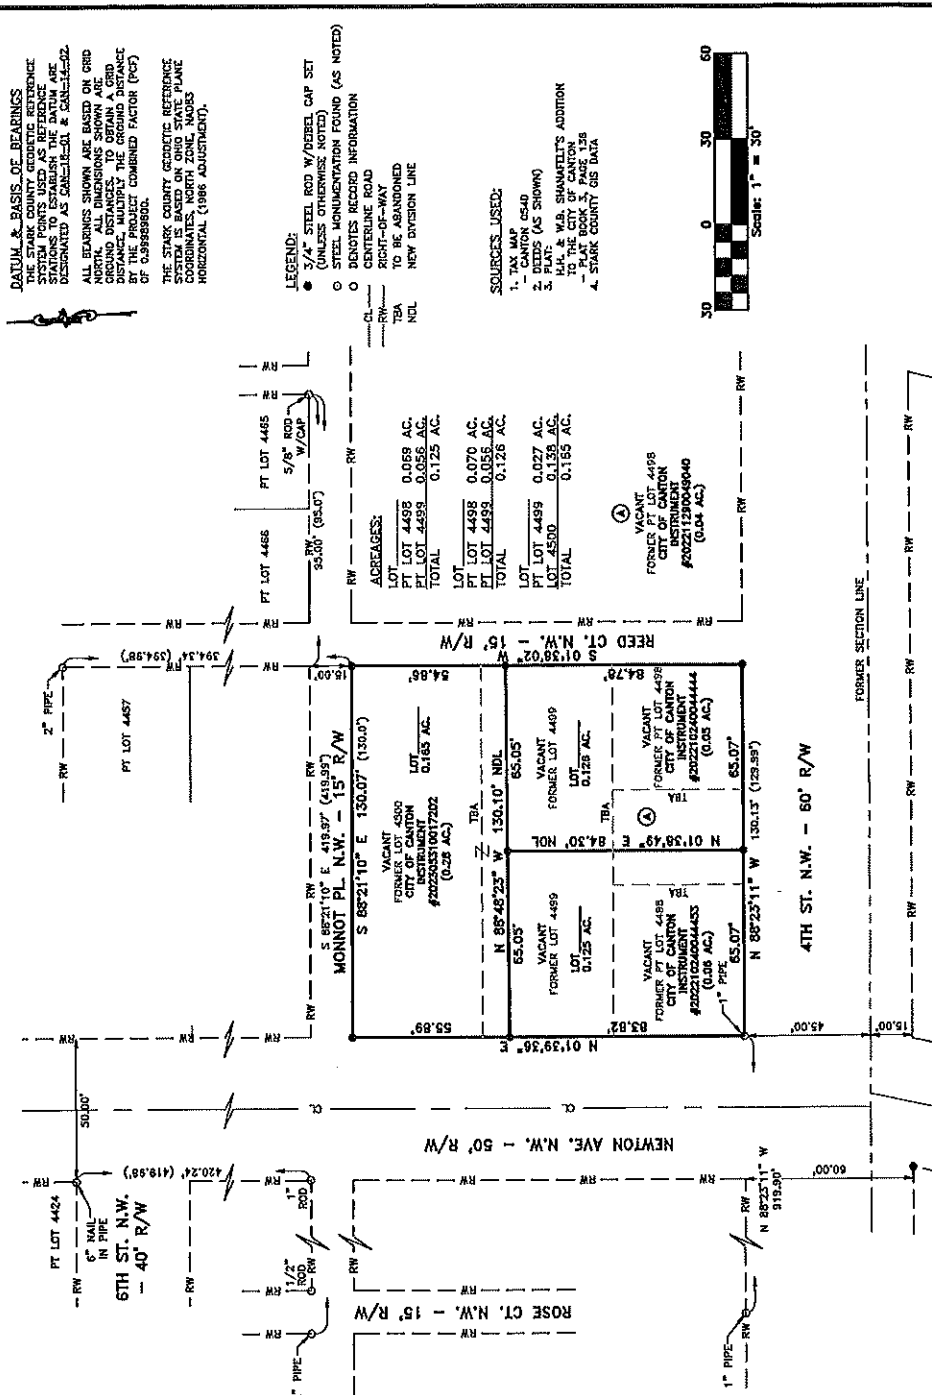 DATUM & BASIS OF BEARINGS
THE STARK COUNTY GEODETIC REFERENCE
SYSTEM POINTS USED AS REFERENCE
STATIONS TO ESTABLISH THE DATUM ARE
DESIGNATED AS CAN-18-01 & CAN-14-02.
ALL BEARINGS SHOWN ARE BASED ON GRID
NORTH. ALL DIMENSIONS SHOWN ARE
GROUND DISTANCES. TO OBTAIN A GRID
DISTANCE, MULTIPLY THE GROUND DISTANCE
BY THE PROJECT COMBINED FACTOR (PCF)
OF 0.99989800.
THE STARK COUNTY GEODETIC REFERENCE
SYSTEM IS BASED ON OHIO STATE PLANE
COORDINATES, NORTH ZONE, NAD83
HORIZONTAL (1986 ADJUSTMENT).
LEGEND:
3/4" STEEL ROD W/DEIBEL CAP SET
(UNLESS OTHERWISE NOTED)
STEEL MONUMENTATION FOUND (AS NOTED)
() DENOTES RECORD INFORMATION
CL CENTERLINE ROAD
RW RIGHT-OF-WAY
TBA TO BE ABANDONED
NDL NEW DIVISION LINE
SOURCES USED:
1. TAX MAP
- CANTON C54D
2. DEEDS (AS SHOWN)
3. PLAT:
H.H. & W.B. SHANAFELT'S ADDITION
TO THE CITY OF CANTON
- PLAT BOOK 3, PAGE 138
4. STARK COUNTY GIS DATA
30 0 30 60
Scale: 1" = 30'
ACREAGES:
LOT
PT LOT 4498 0.069 AC.
PT LOT 4499 0.056 AC.
TOTAL 0.125 AC.
LOT
PT LOT 4498 0.070 AC.
PT LOT 4499 0.056 AC.
TOTAL 0.126 AC.
LOT
PT LOT 4499 0.027 AC.
LOT 4500 0.138 AC.
TOTAL 0.165 AC.
A
VACANT
FORMER PT LOT 4498
CITY OF CANTON
INSTRUMENT
#202211290049040
(0.04 AC.)
PT LOT 4465
5/8" ROD
W/CAP
PT LOT 4466
95.00' (95.0')
2" PIPE
PT LOT 4457
394.34' (394.98')
15.00'
REED CT. N.W. - 15' R/W
S 01°38'02" W
54.86'
84.78'
S 88°21'10" E 419.97' (419.99')
MONNOT PL. N.W. - 15' R/W
S 88°21'10" E 130.07' (130.0')
VACANT
FORMER LOT 4500
CITY OF CANTON
INSTRUMENT
#202303310017202
(0.26 AC.)
LOT
0.165 AC.
TBA
N 88°48'23" W 130.10' NDL
65.05'
65.05'
VACANT
FORMER LOT 4499
LOT
0.126 AC.
VACANT
FORMER LOT 4499
LOT
0.125 AC.
TBA
N 01°38'49" E 84.30' NDL
VACANT
FORMER PT LOT 4498
CITY OF CANTON
INSTRUMENT
#202210240044444
(0.05 AC.)
TBA
A
TBA
VACANT
FORMER PT LOT 4498
CITY OF CANTON
INSTRUMENT
#202210240044453
(0.06 AC.)
1" PIPE
65.07'
65.07'
N 88°23'11" W 130.13' (129.99')
4TH ST. N.W. - 60' R/W
FORMER SECTION LINE
55.89'
83.82'
N 01°39'36" E
45.00'
15.00'
NEWTON AVE. N.W. - 50' R/W
CL
CL
50.00'
PT LOT 4424
6" NAIL
IN PIPE
6TH ST. N.W.
- 40' R/W
420.24' (419.98')
1"
ROD
1/2"
ROD
" PIPE
ROSE CT. N.W. - 15' R/W
N 88°23'11" W
919.90'
60.00'
1" PIPE
RW